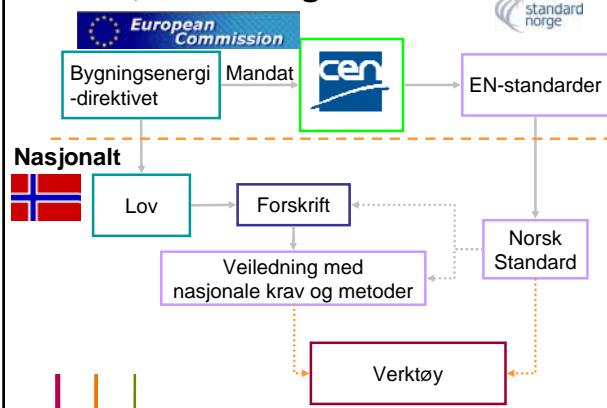 European
Commission
standard
norge
Bygningsenergi
-direktivet
Mandat
cen
EN-standarder
Nasjonalt
Lov
Forskrift
Norsk
Standard
Veiledning med
nasjonale krav og metoder
Verktøy